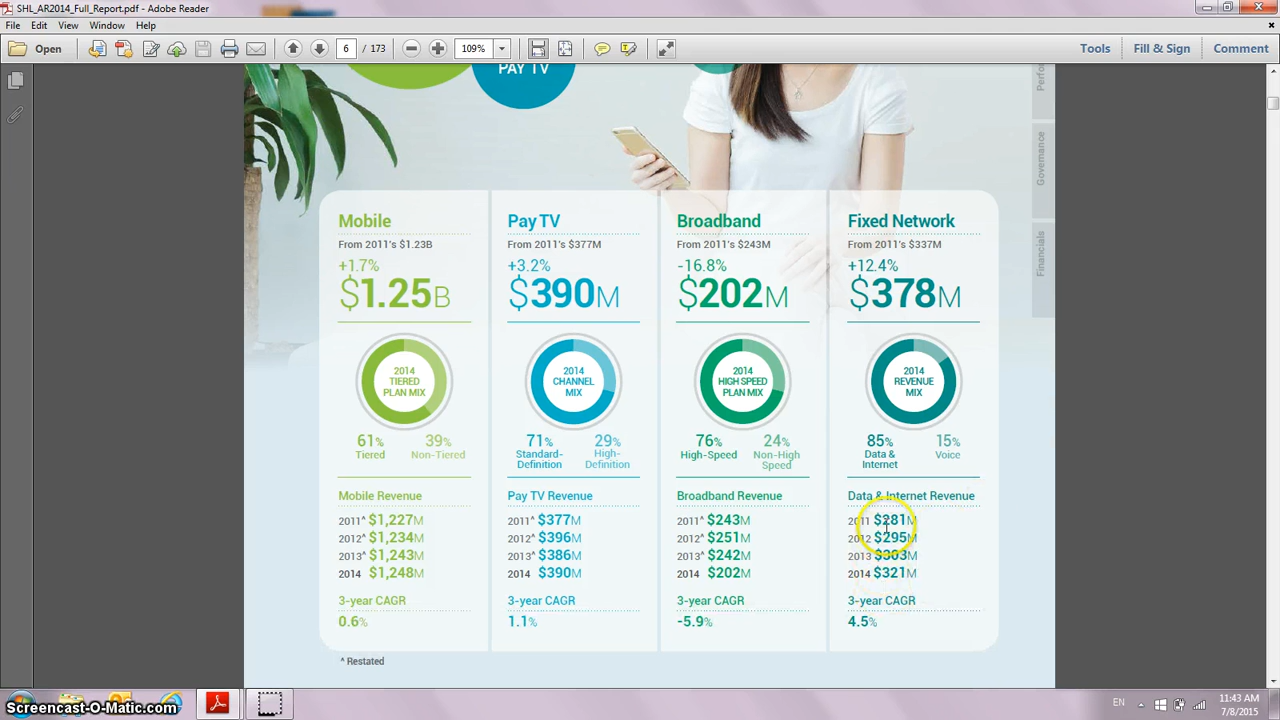 SHL_AR2014_Full_Report.pdf - Adobe Reader
File Edit View Window Help
Open 6 / 173 109% Tools Fill & Sign Comment
PAY TV
Governance
Financials
Mobile
From 2011's $1.23B
+1.7%
$1.25B
2014
TIERED
PLAN MIX
61% 39%
Tiered Non-Tiered
Mobile Revenue
2011^ $1,227M
2012^ $1,234M
2013^ $1,243M
2014 $1,248M
3-year CAGR
0.6%
Pay TV
From 2011's $377M
+3.2%
$390M
2014
CHANNEL
MIX
71% 29%
Standard- High-
Definition Definition
Pay TV Revenue
2011^ $377M
2012^ $396M
2013^ $386M
2014 $390M
3-year CAGR
1.1%
Broadband
From 2011's $243M
-16.8%
$202M
2014
HIGH SPEED
PLAN MIX
76% 24%
High-Speed Non-High
Speed
Broadband Revenue
2011^ $243M
2012^ $251M
2013^ $242M
2014 $202M
3-year CAGR
-5.9%
Fixed Network
From 2011's $337M
+12.4%
$378M
2014
REVENUE
MIX
85% 15%
Data & Voice
Internet
Data & Internet Revenue
2011 $281M
2012 $295M
2013 $303M
2014 $321M
3-year CAGR
4.5%
^ Restated
Screencast-O-Matic.com
EN
11:43 AM
7/8/2015